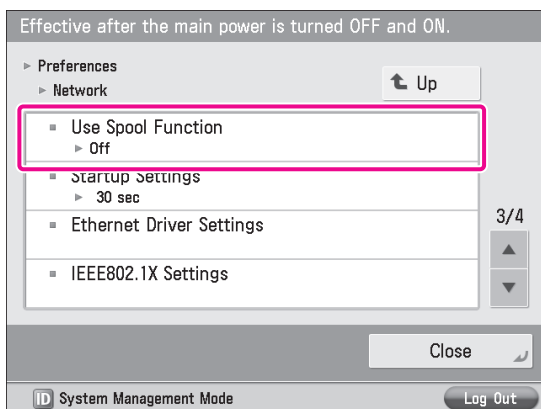 Effective after the main power is turned OFF and ON.
Preferences
Network
Up
Use Spool Function
Off
Startup Settings
30 sec
Ethernet Driver Settings
3/4
IEEE802.1X Settings
Close
ID System Management Mode
Log Out